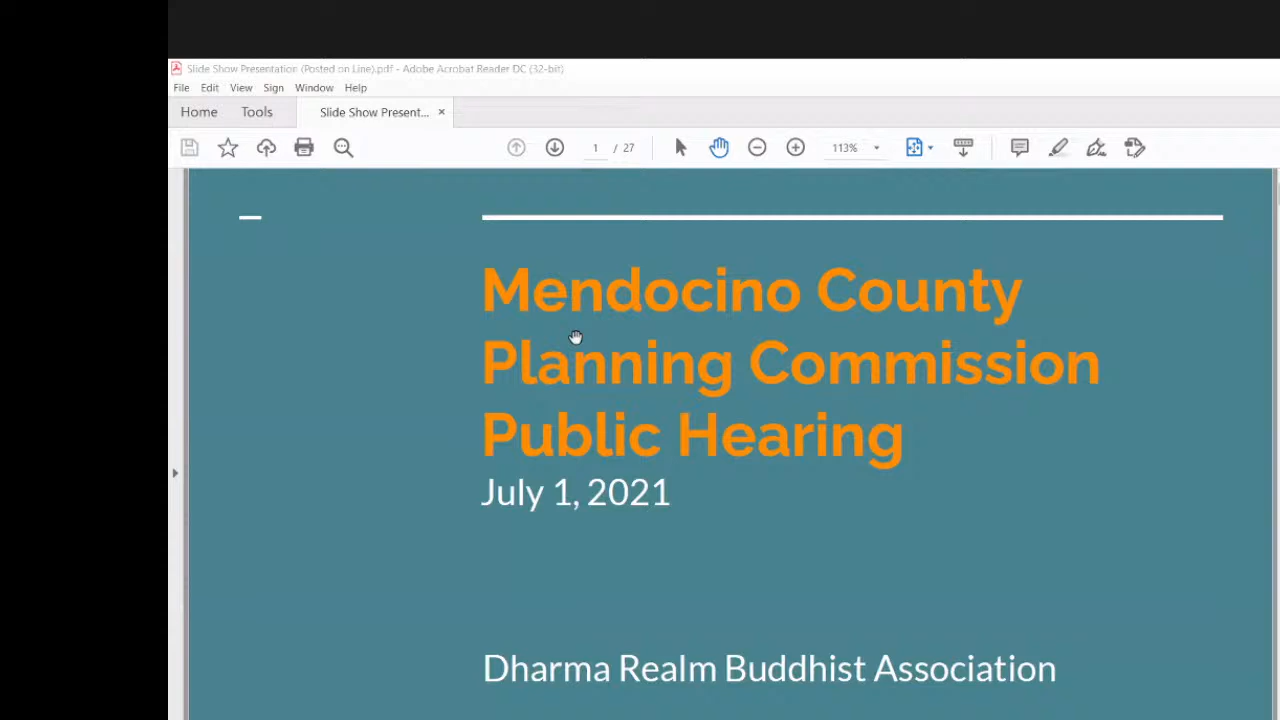 Slide Show Presentation (Posted on Line).pdf - Adobe Acrobat Reader DC (32-bit)
File Edit View Sign Window Help
Home Tools Slide Show Present... ×
1 / 27 113%
Mendocino County
Planning Commission
Public Hearing
July 1, 2021
Dharma Realm Buddhist Association